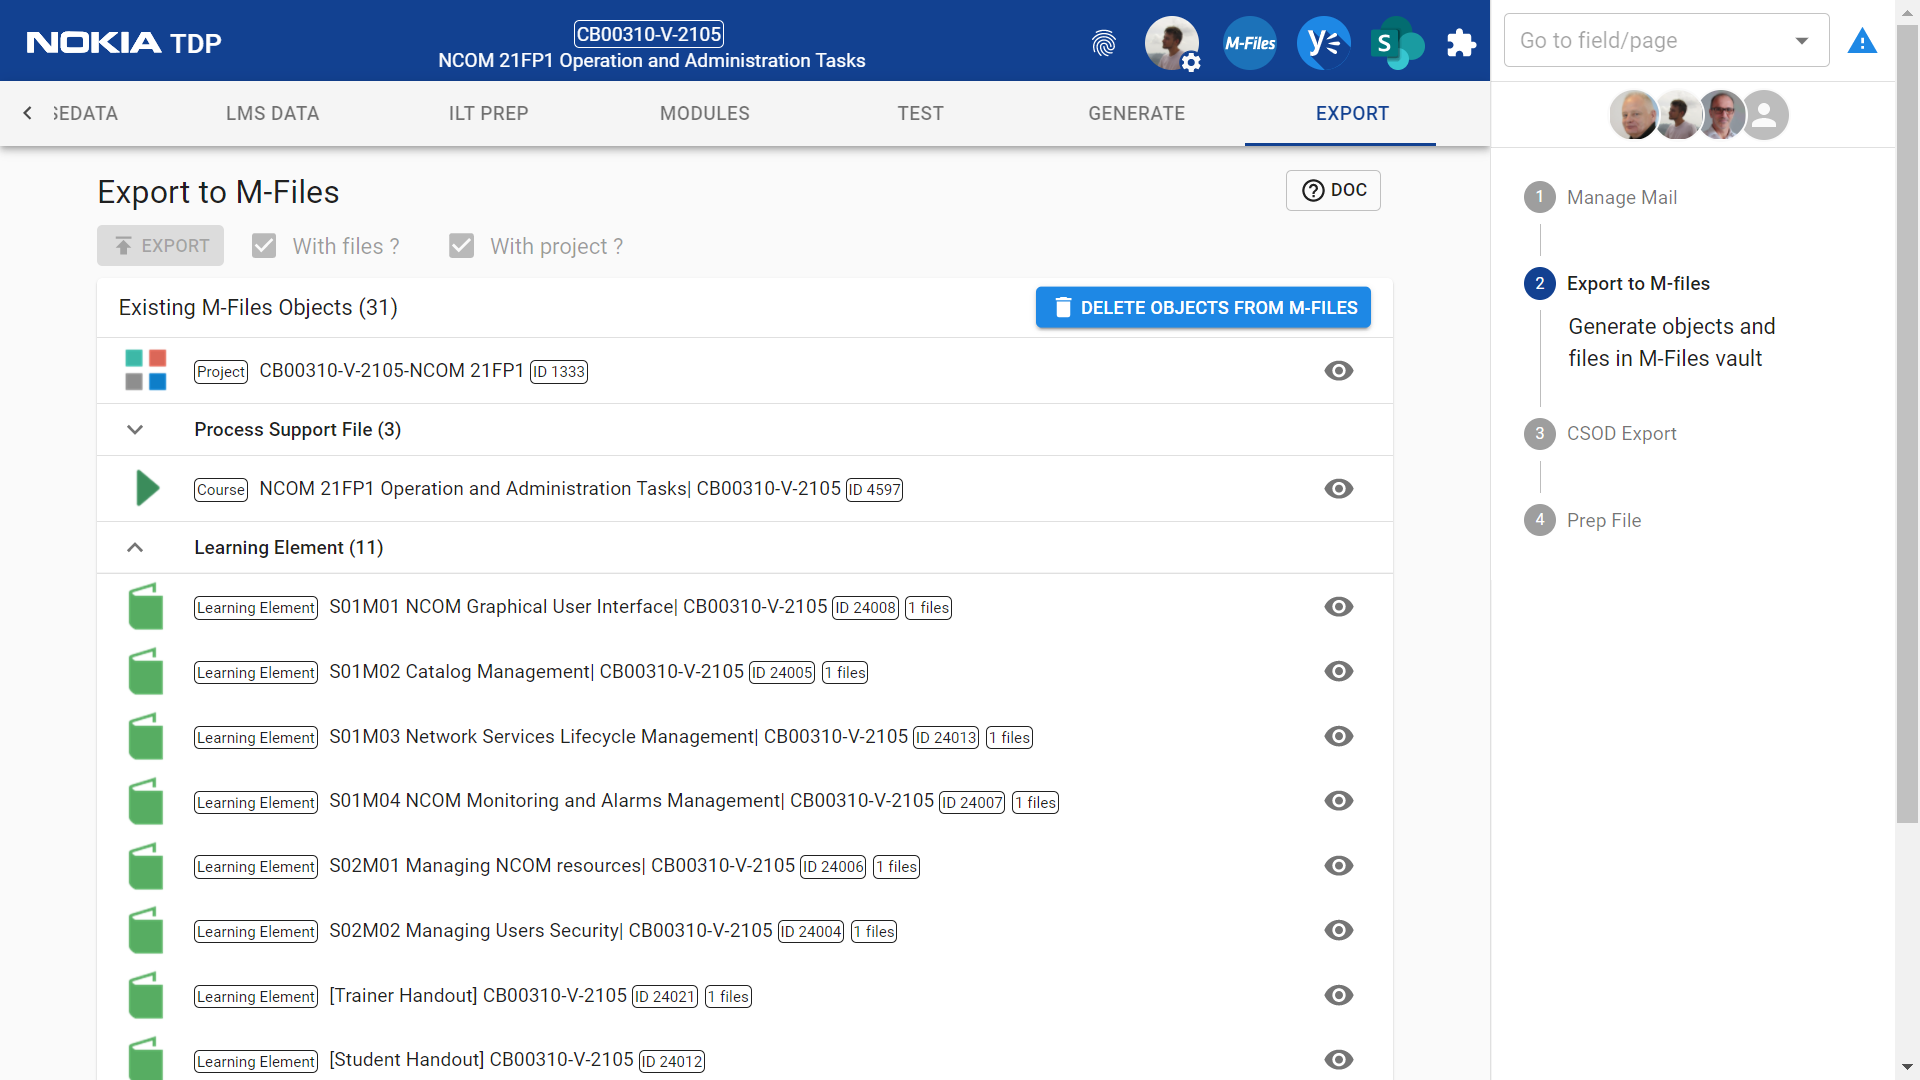 NOKIA TDP
CB00310-V-2105
NCOM 21FP1 Operation and Administration Tasks
M-Files
S
Go to field/page
LMS DATA
ILT PREP
MODULES
TEST
GENERATE
EXPORT
Export to M-Files
DOC
EXPORT
With files ?
With project ?
Existing M-Files Objects (31)
DELETE OBJECTS FROM M-FILES
Project CB00310-V-2105-NCOM 21FP1 ID 1333
Process Support File (3)
Course NCOM 21FP1 Operation and Administration Tasks| CB00310-V-2105 ID 4597
Learning Element (11)
Learning Element S01M01 NCOM Graphical User Interface| CB00310-V-2105 ID 24008 1 files
Learning Element S01M02 Catalog Management| CB00310-V-2105 ID 24005 1 files
Learning Element S01M03 Network Services Lifecycle Management| CB00310-V-2105 ID 24013 1 files
Learning Element S01M04 NCOM Monitoring and Alarms Management| CB00310-V-2105 ID 24007 1 files
Learning Element S02M01 Managing NCOM resources| CB00310-V-2105 ID 24006 1 files
Learning Element S02M02 Managing Users Security| CB00310-V-2105 ID 24004 1 files
Learning Element [Trainer Handout] CB00310-V-2105 ID 24021 1 files
Learning Element [Student Handout] CB00310-V-2105 ID 24012
1 Manage Mail
2 Export to M-files
Generate objects and
files in M-Files vault
3 CSOD Export
4 Prep File